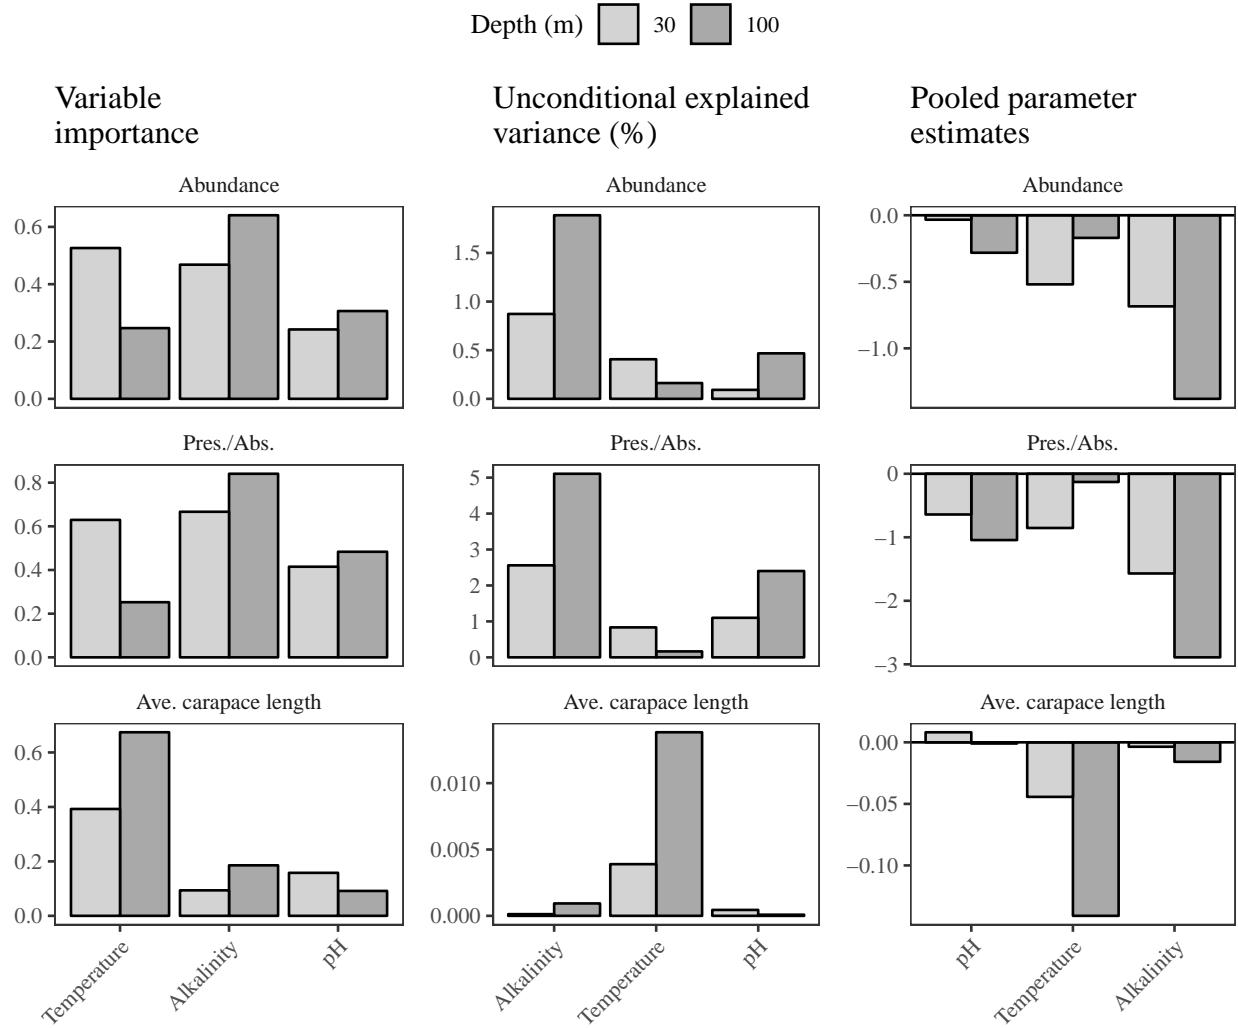 Depth (m) 30 100
Variable
importance
Unconditional explained
variance (%)
Pooled parameter
estimates
Abundance
0.6
0.4
0.2
0.0
Abundance
1.5
1.0
0.5
0.0
Abundance
0.0
−0.5
−1.0
Pres./Abs.
0.8
0.6
0.4
0.2
0.0
Pres./Abs.
5
4
3
2
1
0
Pres./Abs.
0
−1
−2
−3
Ave. carapace length
0.6
0.4
0.2
0.0
Temperature
Alkalinity
pH
Ave. carapace length
0.010
0.005
0.000
Alkalinity
Temperature
pH
Ave. carapace length
0.00
−0.05
−0.10
pH
Temperature
Alkalinity